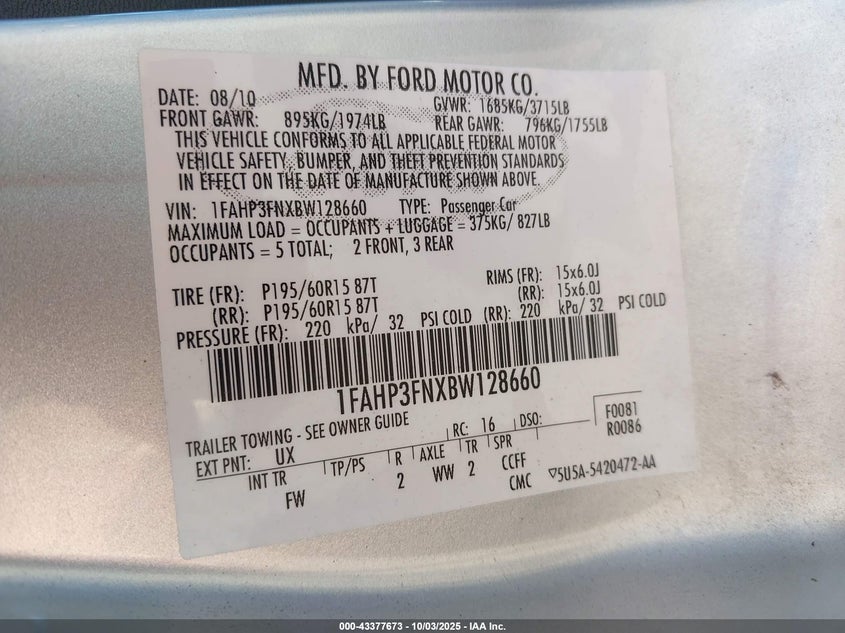 MFD. BY FORD MOTOR CO.
DATE: 08/10 GVWR: 1685KG/3715LB
FRONT GAWR: 895KG/1974LB REAR GAWR: 796KG/1755LB
THIS VEHICLE CONFORMS TO ALL APPLICABLE FEDERAL MOTOR
VEHICLE SAFETY, BUMPER, AND THEFT PREVENTION STANDARDS
IN EFFECT ON THE DATE OF MANUFACTURE SHOWN ABOVE.
VIN: 1FAHP3FNXBW128660 TYPE: Passenger Car
MAXIMUM LOAD = OCCUPANTS + LUGGAGE = 375KG/ 827LB
OCCUPANTS = 5 TOTAL; 2 FRONT, 3 REAR
TIRE (FR): P195/60R15 87T RIMS (FR): 15x6.0J
(RR): P195/60R15 87T (RR): 15x6.0J
PRESSURE (FR): 220 kPa/ 32 PSI COLD (RR): 220 kPa/ 32 PSI COLD
1FAHP3FNXBW128660
TRAILER TOWING - SEE OWNER GUIDE RC: 16 DSO: F0081
EXT PNT: UX R0086
INT TR TP/PS R AXLE TR SPR
FW 2 WW 2 CCFF
CMC ▽5U5A-5420472-AA
000-43377673 - 10/03/2025 - IAA Inc.